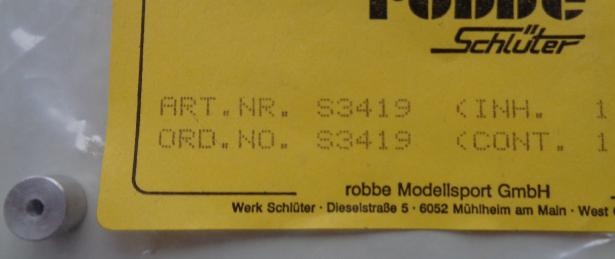 robbe
Schlüter
ART.NR. S3419 (INH. 1
ORD.NO. S3419 (CONT. 1
robbe Modellsport GmbH
Werk Schlüter · Dieselstraße 5 · 6052 Mühlheim am Main · West